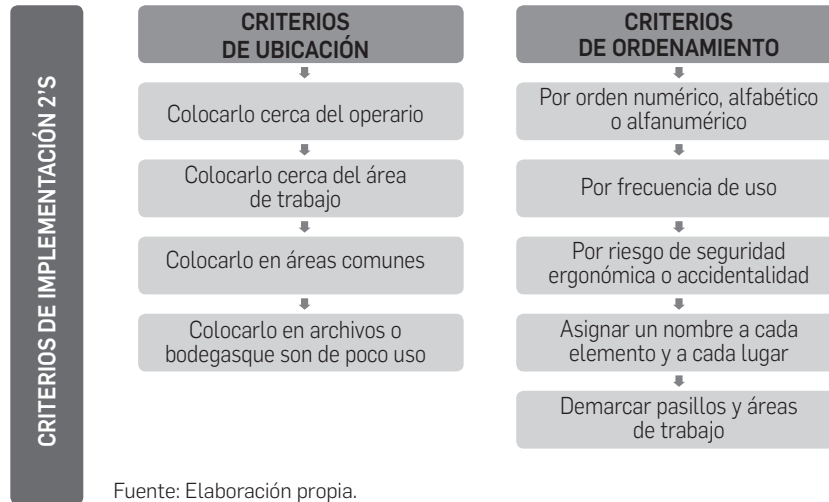 CRITERIOS DE IMPLEMENTACIÓN 2'S
CRITERIOS
DE UBICACIÓN
Colocarlo cerca del operario
Colocarlo cerca del área
de trabajo
Colocarlo en áreas comunes
Colocarlo en archivos o
bodegasque son de poco uso
CRITERIOS
DE ORDENAMIENTO
Por orden numérico, alfabético
o alfanumérico
Por frecuencia de uso
Por riesgo de seguridad
ergonómica o accidentalidad
Asignar un nombre a cada
elemento y a cada lugar
Demarcar pasillos y áreas
de trabajo
Fuente: Elaboración propia.